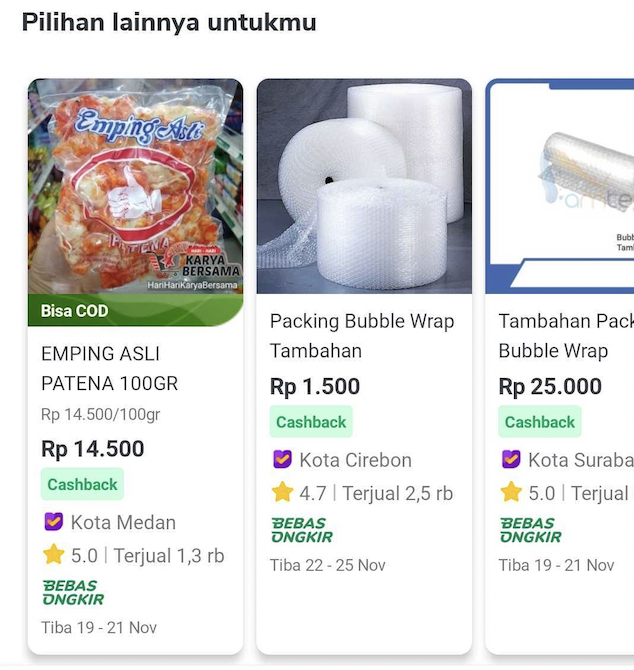 Pilihan lainnya untukmu
Emping Asli
PATENA
HARI - HARI
KARYA
BERSAMA
HariHariKaryaBersama
Bisa COD
EMPING ASLI
PATENA 100GR
Rp 14.500/100gr
Rp 14.500
Cashback
Kota Medan
5.0 | Terjual 1,3 rb
BEBAS
ONGKIR
Tiba 19 - 21 Nov
Packing Bubble Wrap
Tambahan
Rp 1.500
Cashback
Kota Cirebon
4.7 | Terjual 2,5 rb
BEBAS
ONGKIR
Tiba 22 - 25 Nov
Bubb
Tam
Tambahan Pack
Bubble Wrap
Rp 25.000
Cashback
Kota Suraba
5.0 | Terjual
BEBAS
ONGKIR
Tiba 19 - 21 Nov